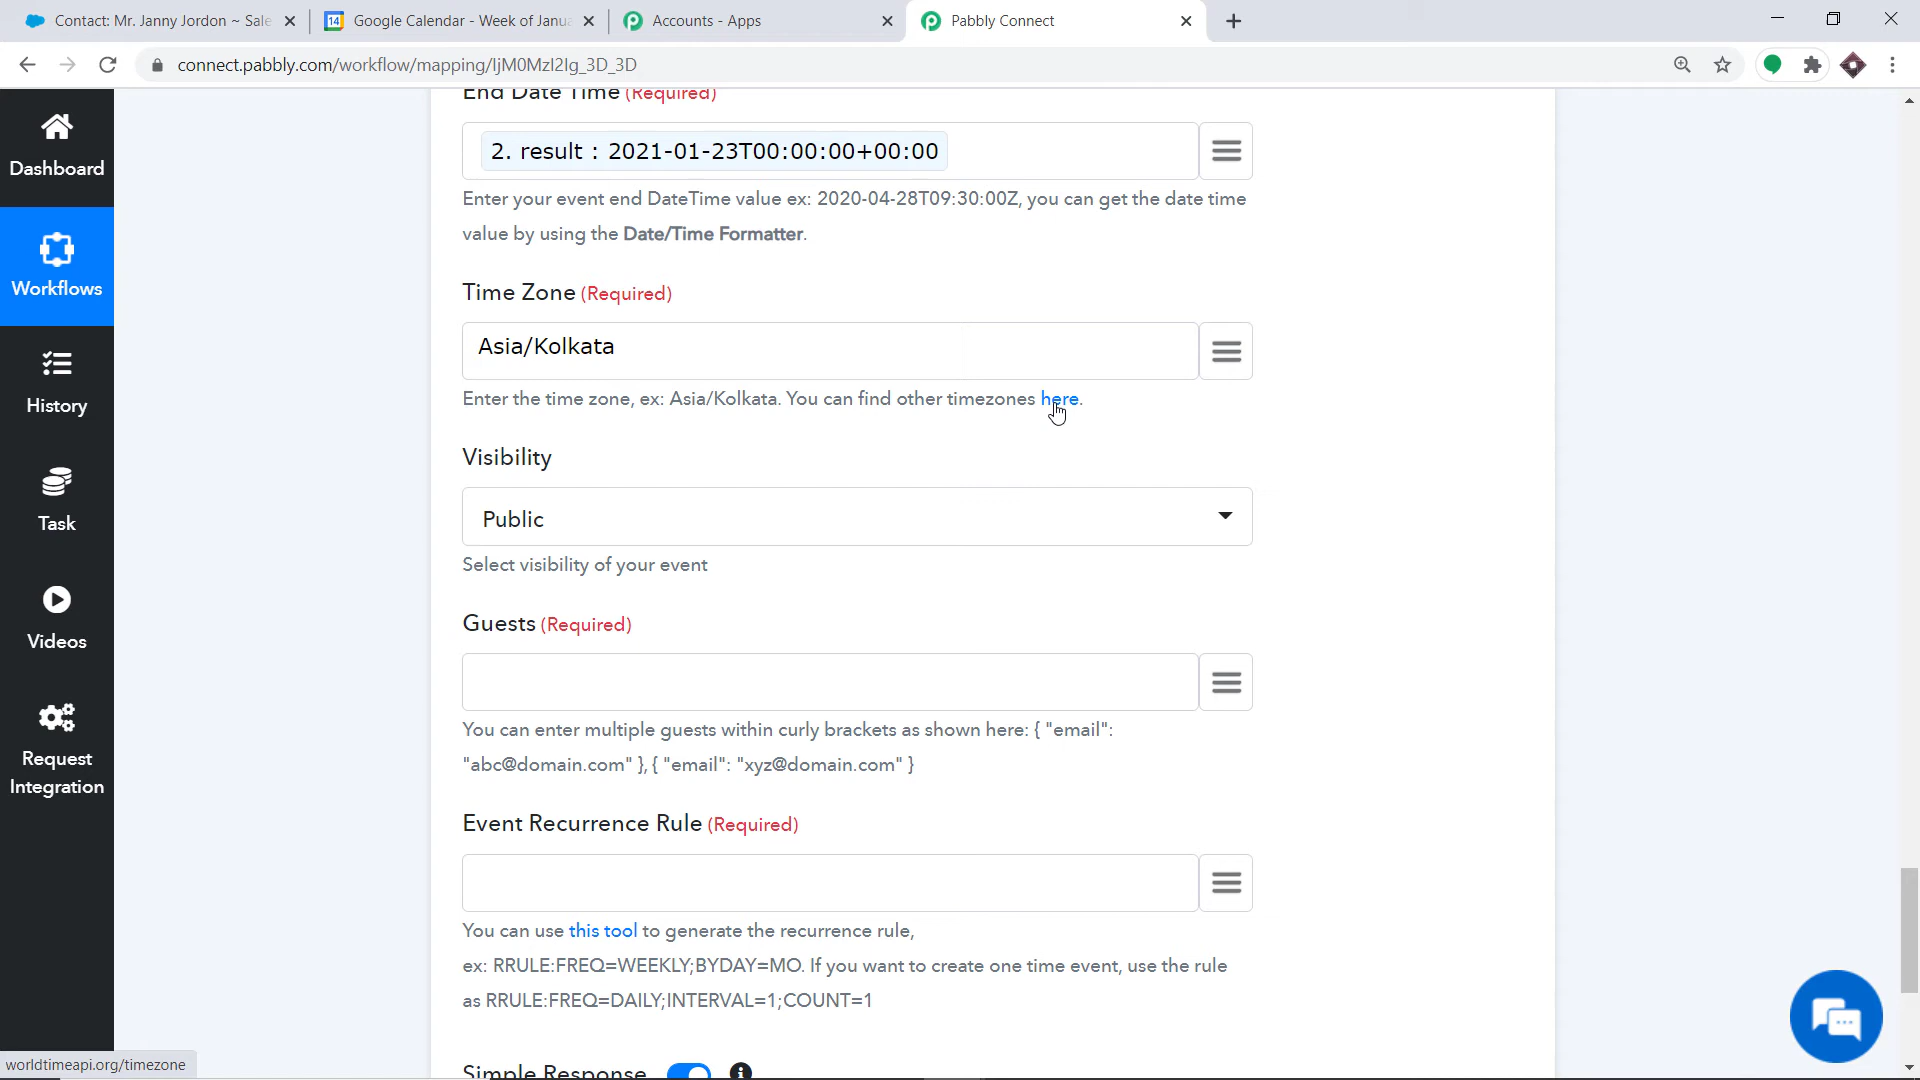 Contact: Mr. Janny Jordon ~ Sale
Google Calendar - Week of Janua
Accounts - Apps
Pabbly Connect
connect.pabbly.com/workflow/mapping/IjM0MzI2Ig_3D_3D
Dashboard
Workflows
History
Task
Videos
Request
Integration
End Date Time (Required)
2. result : 2021-01-23T00:00:00+00:00
Enter your event end DateTime value ex: 2020-04-28T09:30:00Z, you can get the date time
value by using the Date/Time Formatter.
Time Zone (Required)
Asia/Kolkata
Enter the time zone, ex: Asia/Kolkata. You can find other timezones here.
Visibility
Public
Select visibility of your event
Guests (Required)
You can enter multiple guests within curly brackets as shown here: { "email":
"abc@domain.com" }, { "email": "xyz@domain.com" }
Event Recurrence Rule (Required)
You can use this tool to generate the recurrence rule,
ex: RRULE:FREQ=WEEKLY;BYDAY=MO. If you want to create one time event, use the rule
as RRULE:FREQ=DAILY;INTERVAL=1;COUNT=1
Simple Response
worldtimeapi.org/timezone